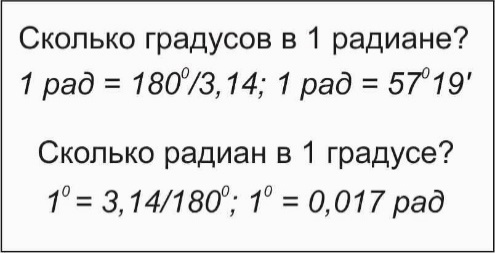 Сколько градусов в 1 радиане?
1 рад = 180⁰/3,14; 1 рад = 57⁰19'
Сколько радиан в 1 градусе?
1⁰ = 3,14/180⁰; 1⁰ = 0,017 рад